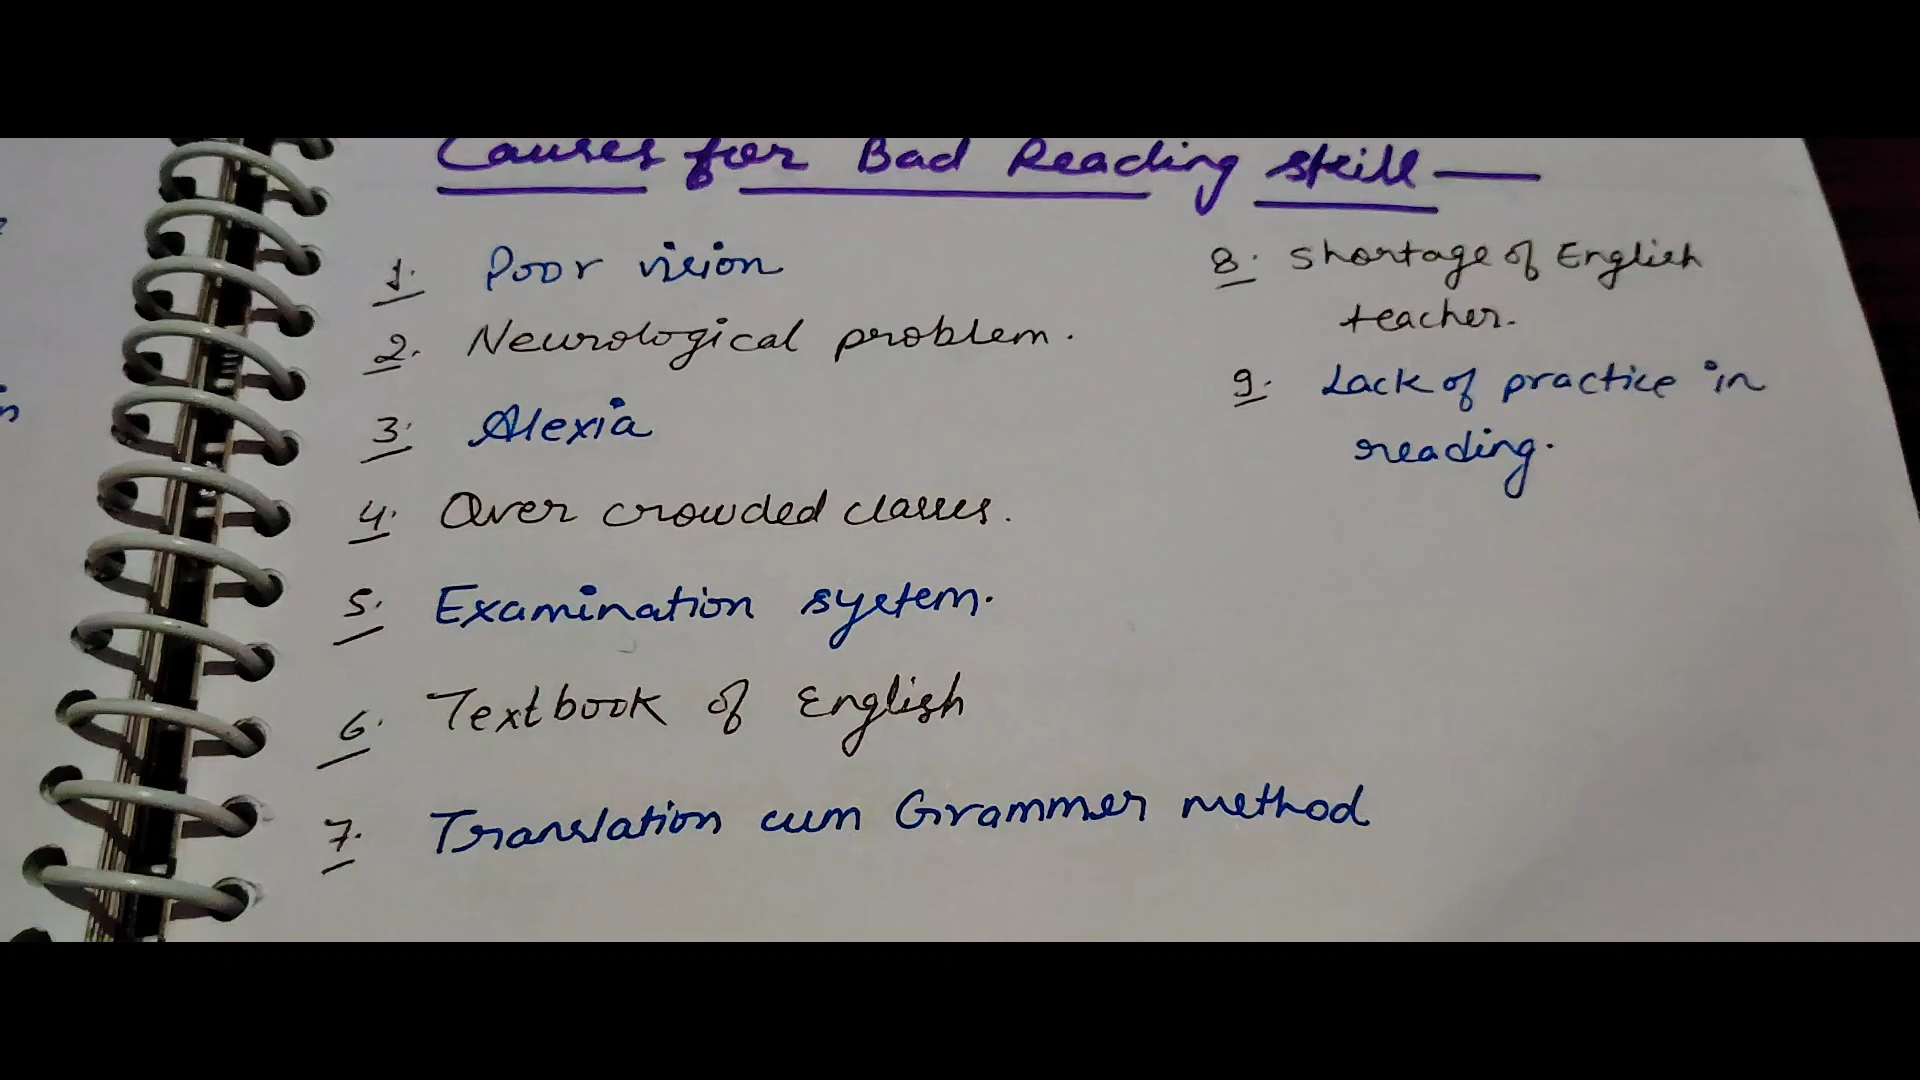 Causes for Bad Reading skill —
1. Poor vision
2. Neurological problem.
3. Alexia
4. Over crowded classes.
5. Examination system.
6. Textbook of English
7. Translation cum Grammer method
8. Shortage of English
teacher.
9. Lack of practice in
reading.